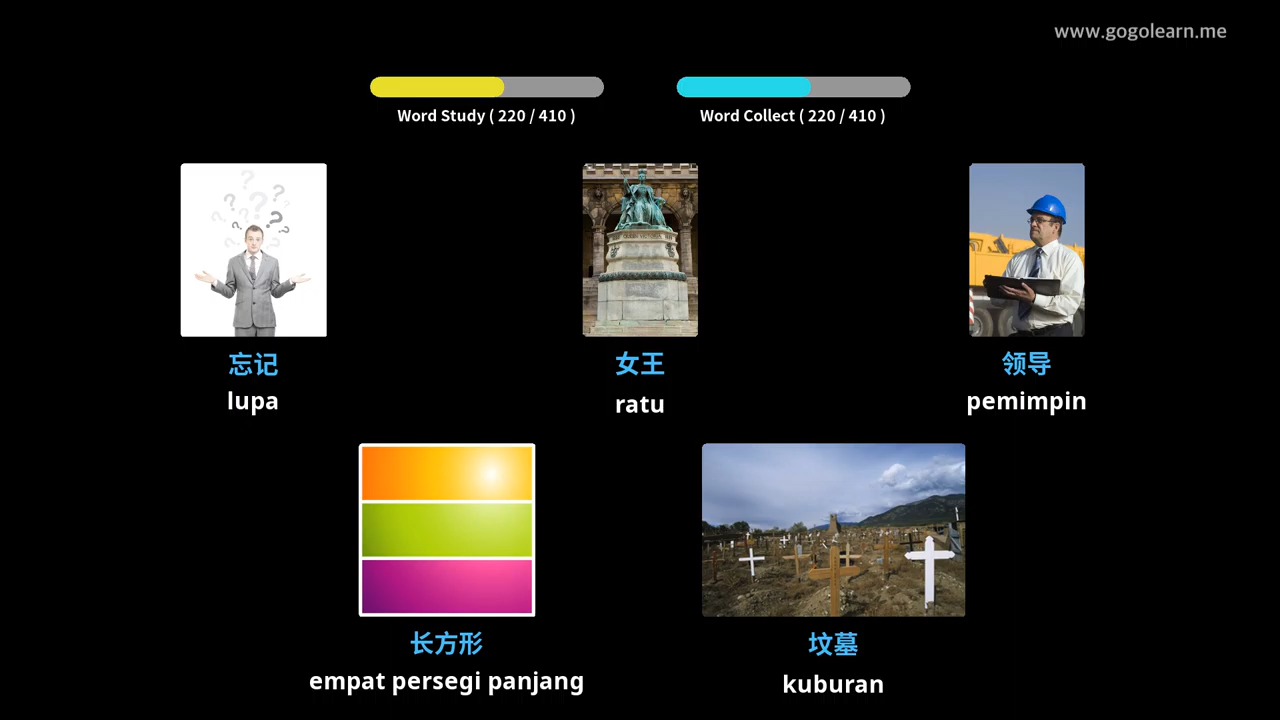 www.gogolearn.me
Word Study ( 220 / 410 )
Word Collect ( 220 / 410 )
忘记
lupa
女王
ratu
领导
pemimpin
长方形
empat persegi panjang
坟墓
kuburan